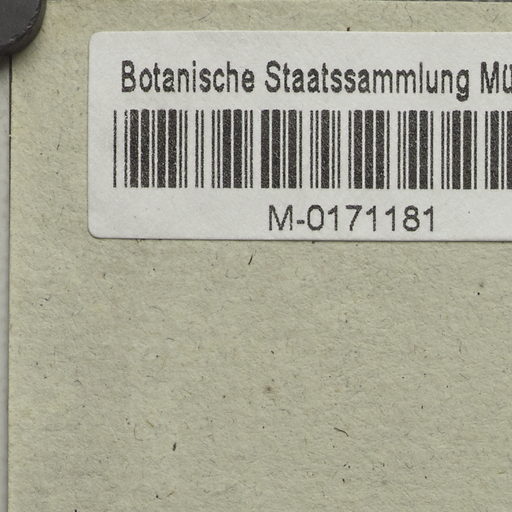 Botanische Staatssammlung Mü
M-0171181